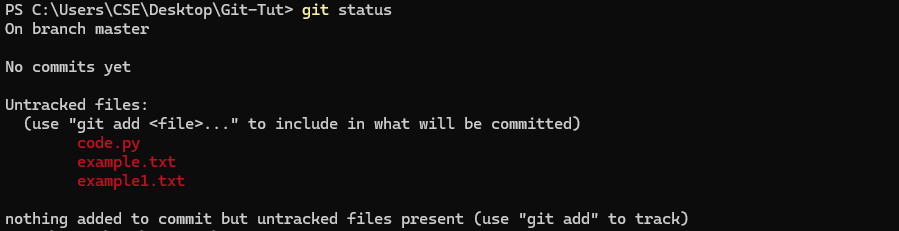 PS C:\Users\CSE\Desktop\Git-Tut> git status
On branch master
No commits yet
Untracked files:
(use "git add <file>..." to include in what will be committed)
code.py
example.txt
example1.txt
nothing added to commit but untracked files present (use "git add" to track)